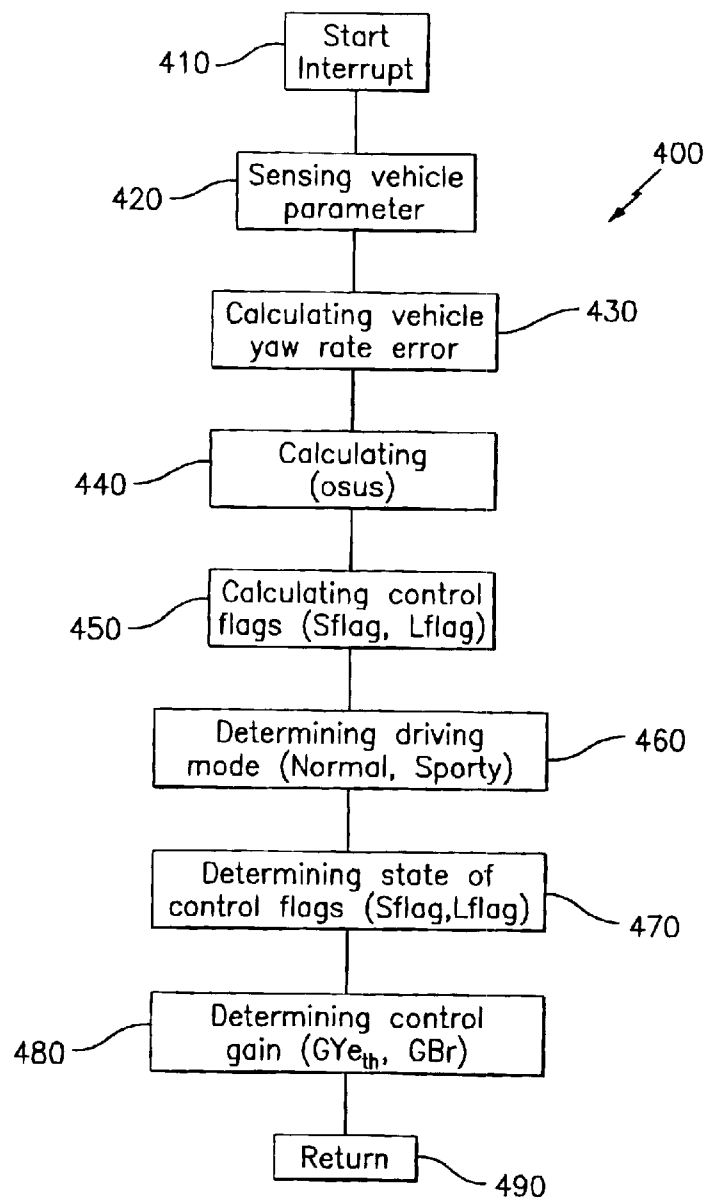 Start
Interrupt
410
400
Sensing vehicle
parameter
420
Calculating vehicle
yaw rate error
430
Calculating
(osus)
440
Calculating control
flags (Sflag, Lflag)
450
Determining driving
mode (Normal, Sporty)
460
Determining state of
control flags (Sflag,Lflag)
470
Determining control
gain (GYeth, GBr)
480
Return
490